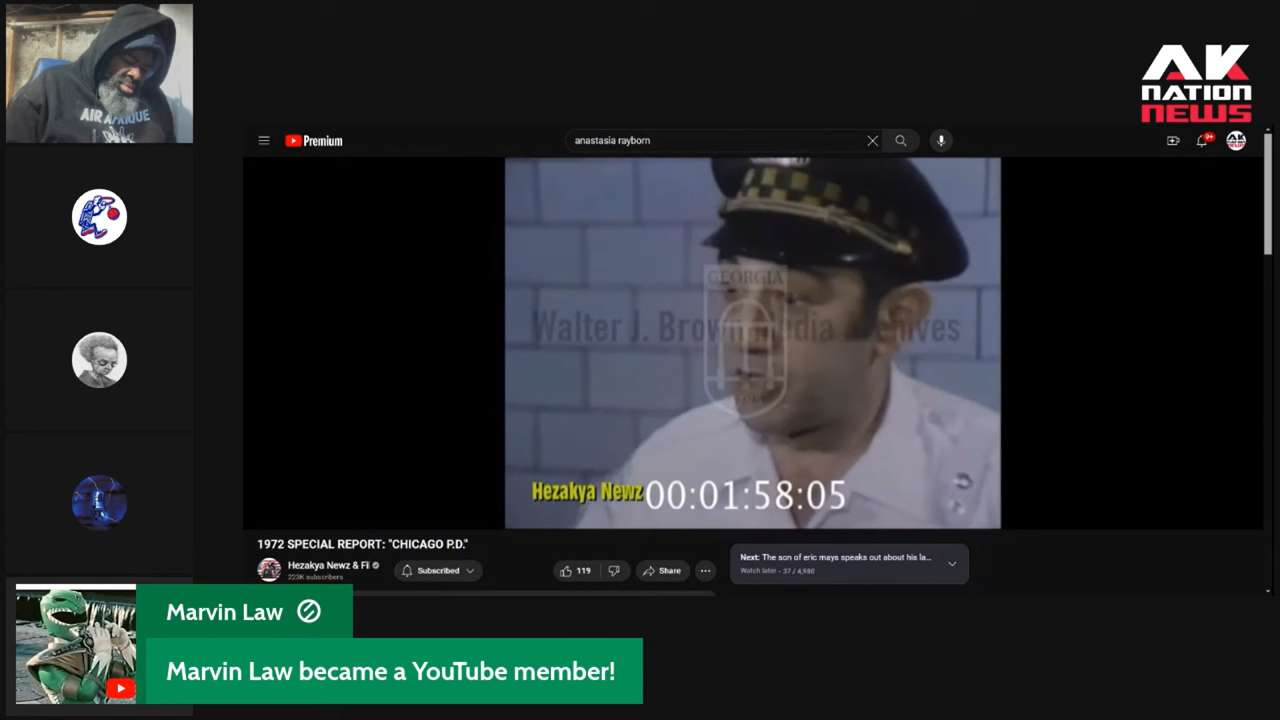 AIR AFRIQUE
AK
NATION
NEWS
Premium
anastasia rayborn
9+
GEORGIA
Walter J. Brown Media Archives
Hezakya Newz
00:01:58:05
1972 SPECIAL REPORT: "CHICAGO P.D."
Hezakya Newz & Fi
223K subscribers
Subscribed
119
Share
Next: The son of eric mays speaks out about his la...
Watch later - 37 / 4,980
Marvin Law
Marvin Law became a YouTube member!